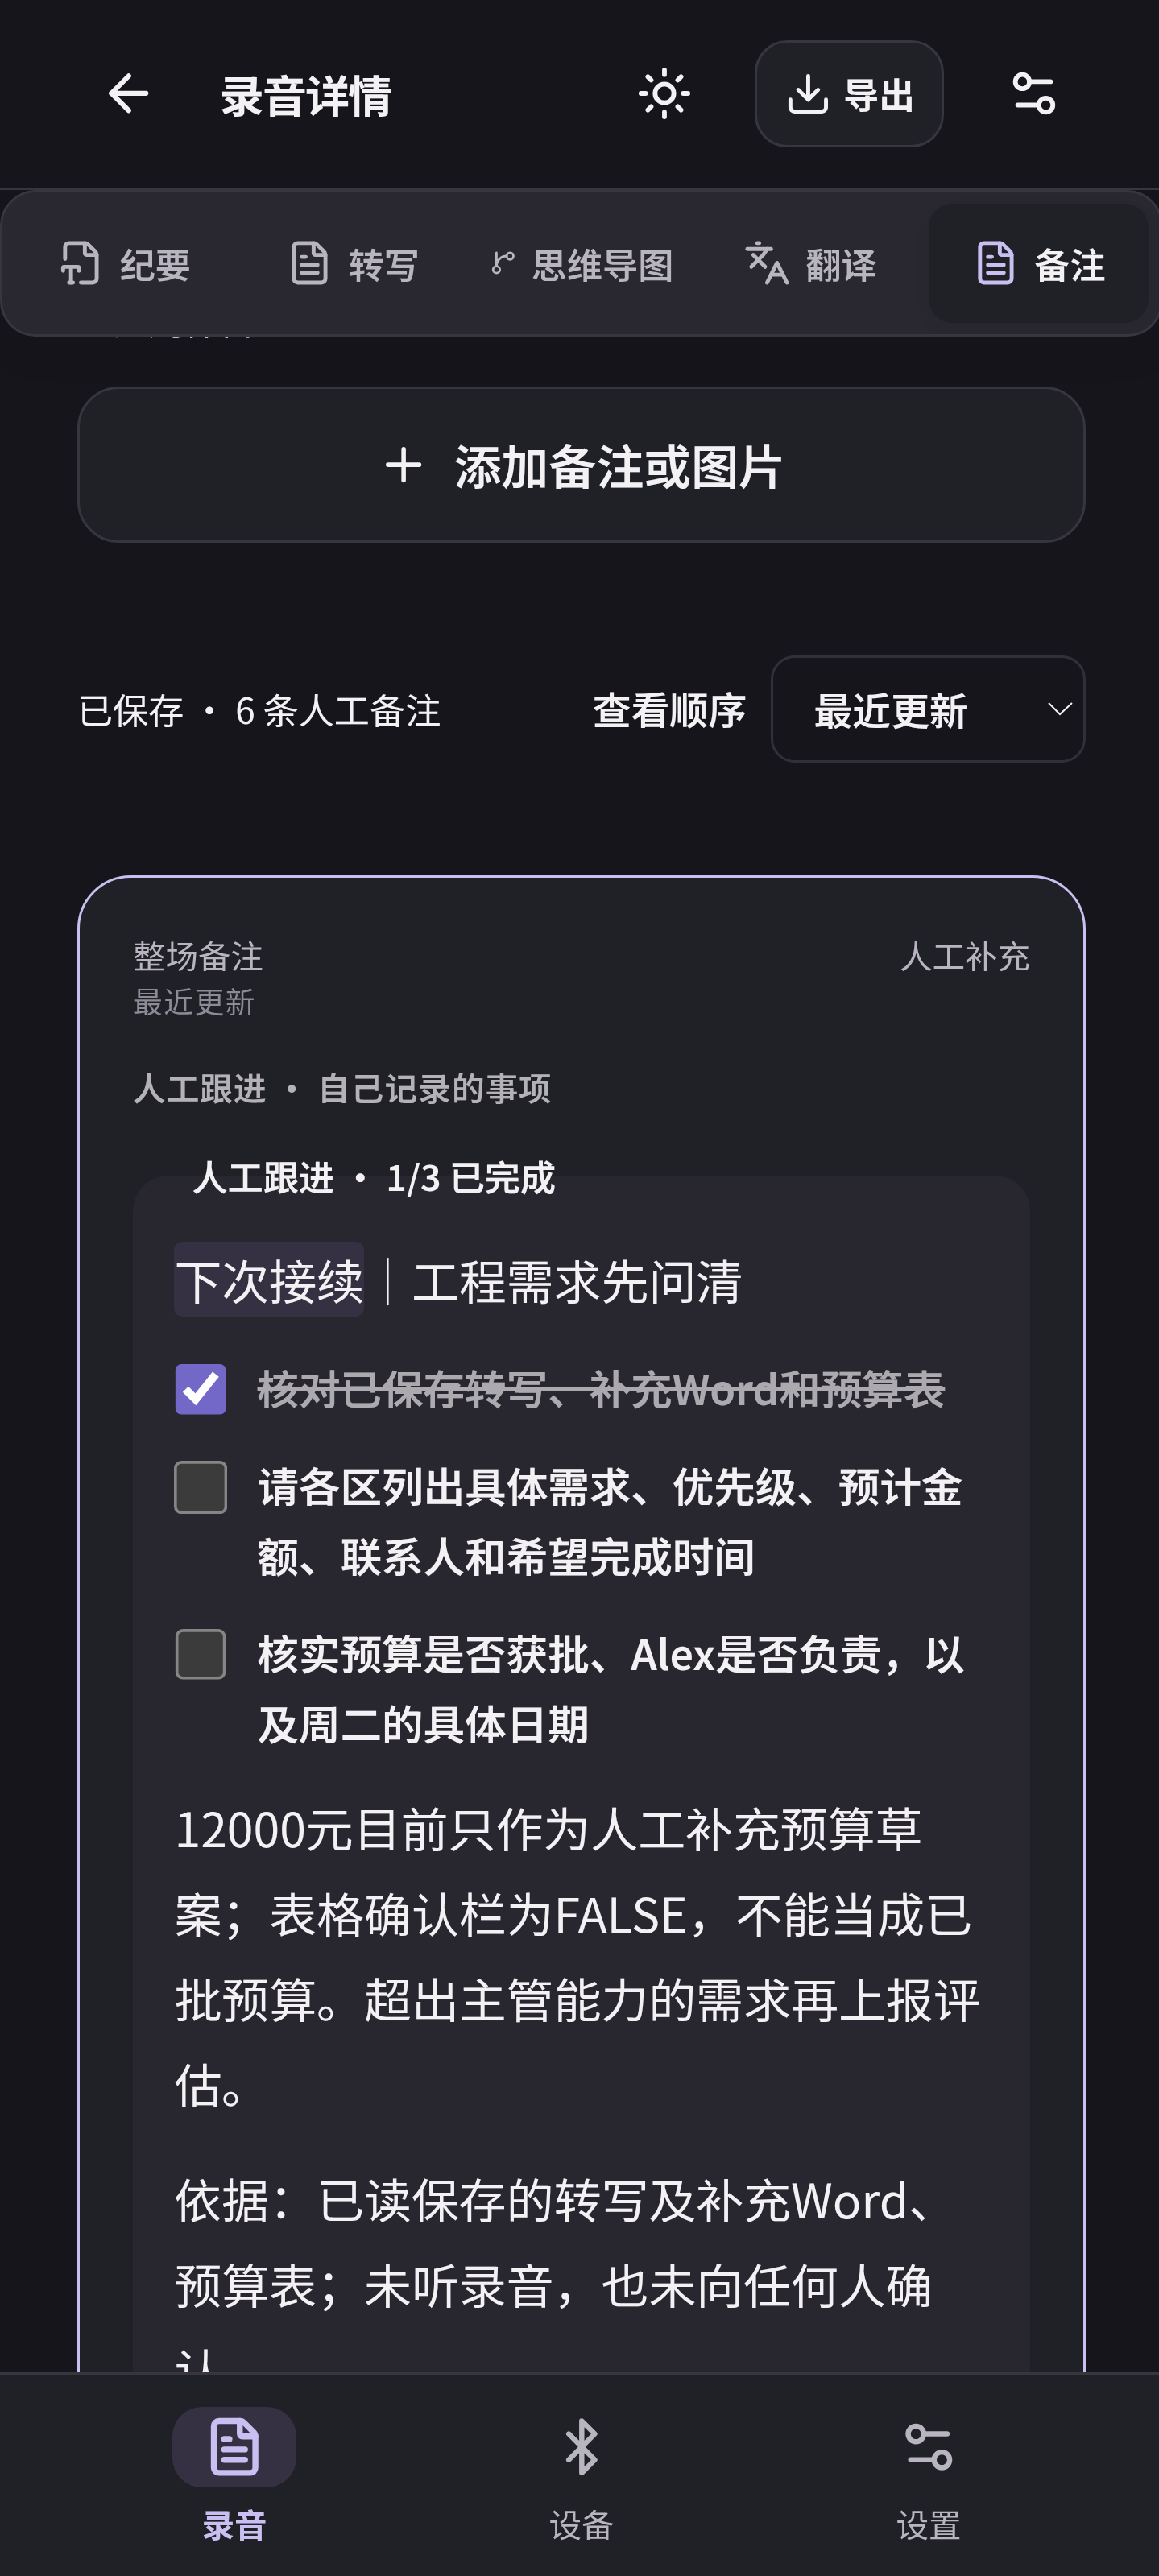 录音详情
导出
纪要
转写
思维导图
翻译
备注
添加备注或图片
已保存 · 6 条人工备注
查看顺序
最近更新
整场备注
人工补充
最近更新
人工跟进 · 自己记录的事项
人工跟进 · 1/3 已完成
下次接续｜工程需求先问清
核对已保存转写、补充Word和预算表
请各区列出具体需求、优先级、预计金
额、联系人和希望完成时间
核实预算是否获批、Alex是否负责，以
及周二的具体日期
12000元目前只作为人工补充预算草
案；表格确认栏为FALSE，不能当成已
批预算。超出主管能力的需求再上报评
估。
依据：已读保存的转写及补充Word、
预算表；未听录音，也未向任何人确
录音
设备
设置